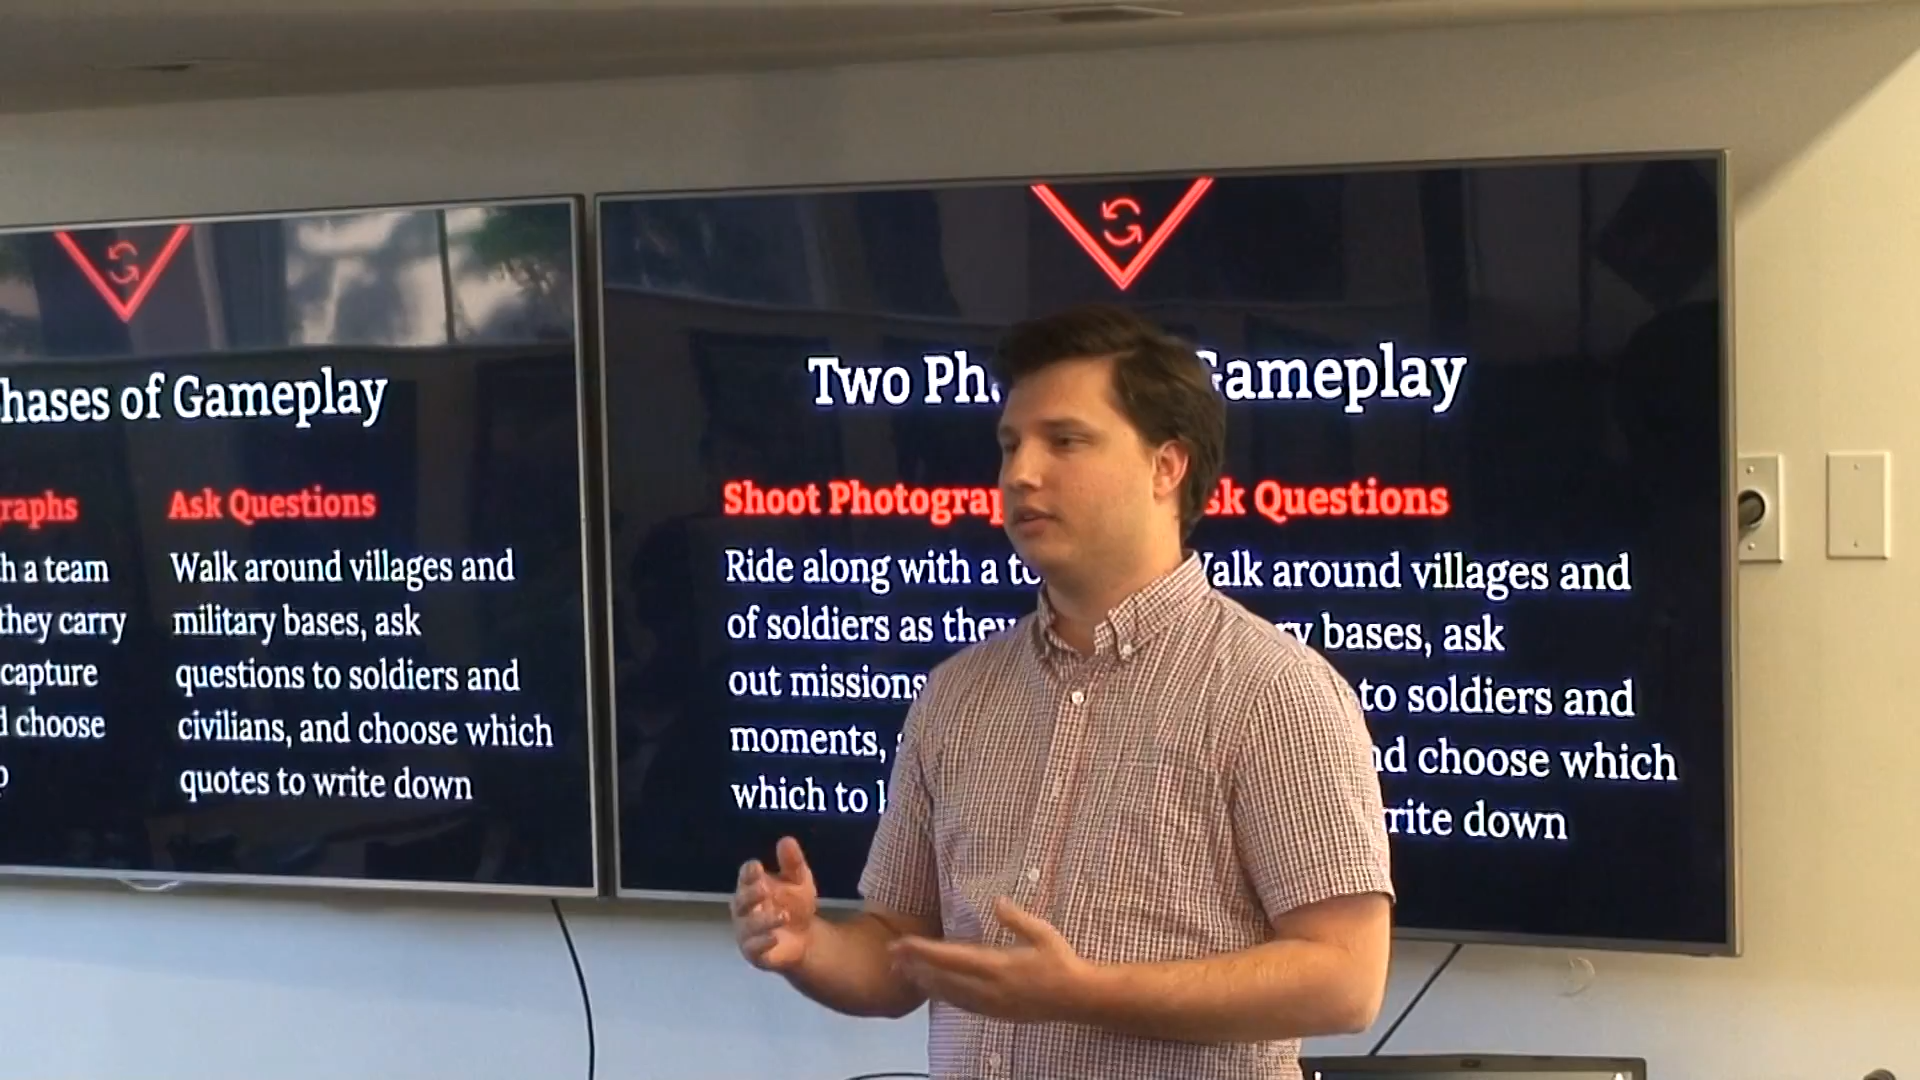 hases of Gameplay
raphs
h a team
they carry
capture
d choose
Ask Questions
Walk around villages and
military bases, ask
questions to soldiers and
civilians, and choose which
quotes to write down
Two Ph Gameplay
Shoot Photograp
Ride along with a
of soldiers as they
out missions
moments,
which to
sk Questions
alk around villages and
ry bases, ask
to soldiers and
nd choose which
rite down